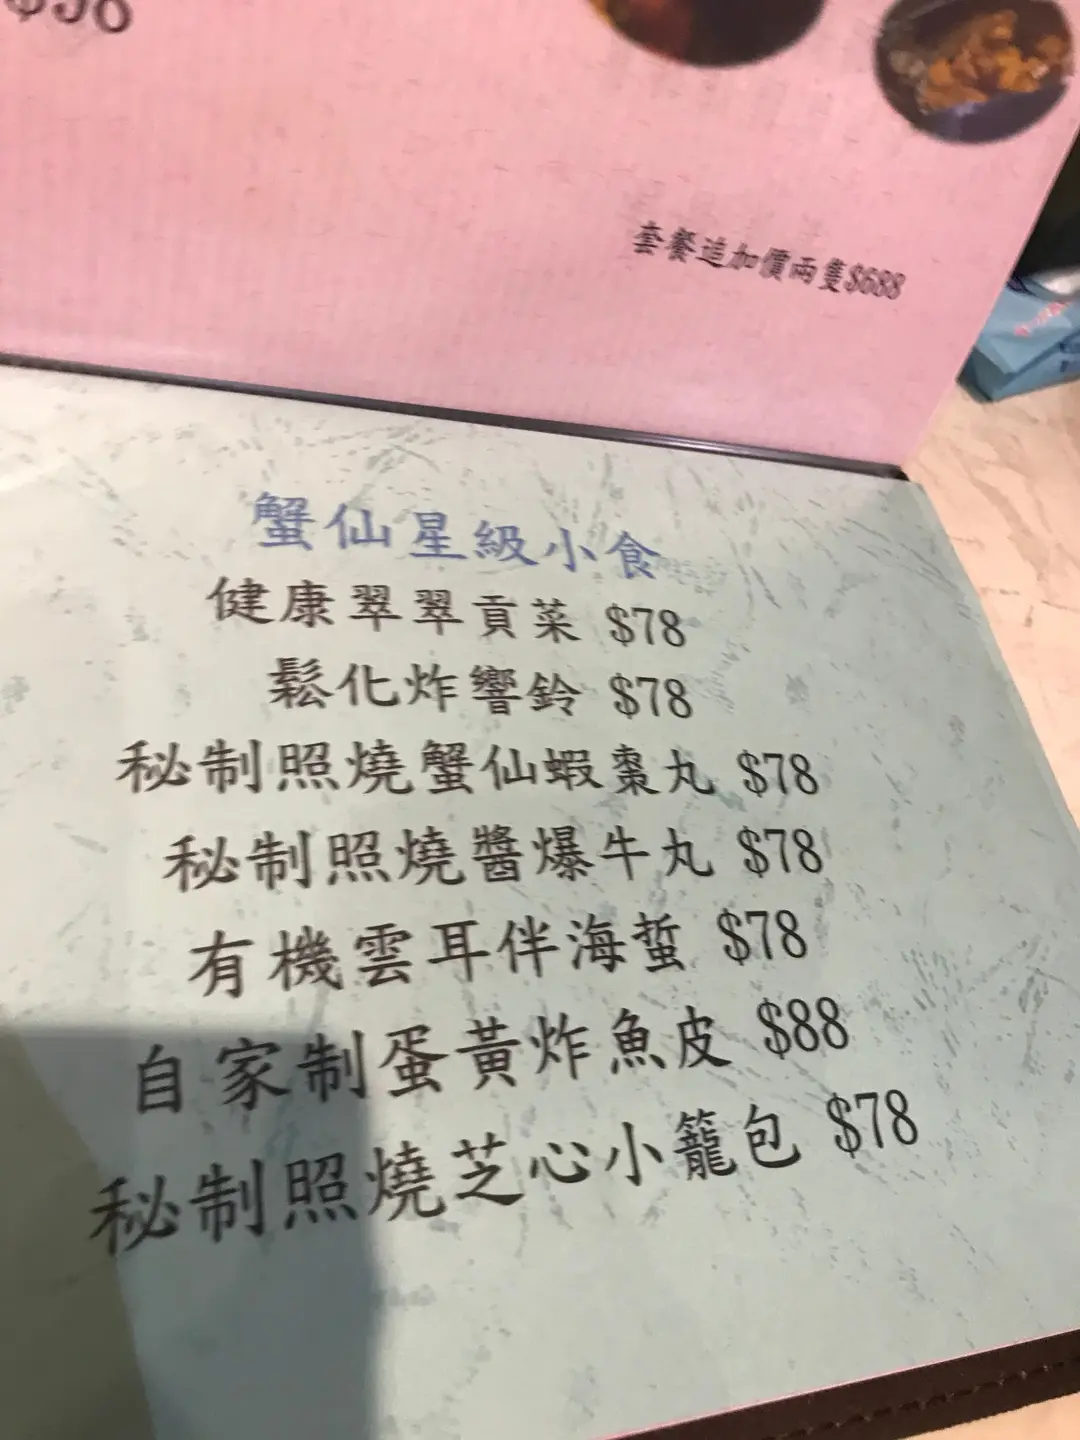 $98
套餐追加價兩隻$688
蟹仙星級小食
健康翠翠貢菜 $78
鬆化炸響鈴 $78
秘制照燒蟹仙蝦棗丸 $78
秘制照燒醬爆牛丸 $78
有機雲耳伴海蜇 $78
自家制蛋黃炸魚皮 $88
秘制照燒芝心小籠包 $78